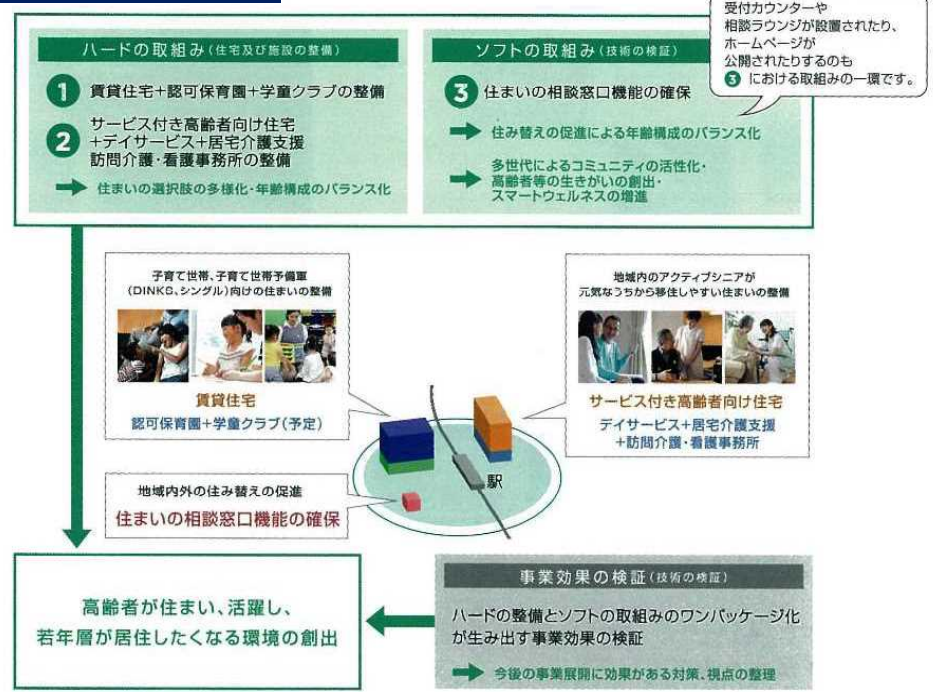 受付カウンターや
相談ラウンジが設置されたり、
ホームページが
公開されたりするのも
❸ における取組みの一環です。
ハードの取組み(住宅及び施設の整備)
❶ 賃貸住宅+認可保育園+学童クラブの整備
❷ サービス付き高齢者向け住宅
+デイサービス+居宅介護支援
訪問介護・看護事務所の整備
➡ 住まいの選択肢の多様化・年齢構成のバランス化
ソフトの取組み(技術の検証)
❸ 住まいの相談窓口機能の確保
➡ 住み替えの促進による年齢構成のバランス化
➡ 多世代によるコミュニティの活性化・
高齢者等の生きがいの創出・
スマートウェルネスの増進
子育て世帯、子育て世帯予備軍
(DINKS、シングル)向けの住まいの整備
賃貸住宅
認可保育園+学童クラブ(予定)
地域内のアクティブシニアが
元気なうちから移住しやすい住まいの整備
サービス付き高齢者向け住宅
デイサービス+居宅介護支援
+訪問介護・看護事務所
駅
地域内外の住み替えの促進
住まいの相談窓口機能の確保
高齢者が住まい、活躍し、
若年層が居住したくなる環境の創出
事業効果の検証(技術の検証)
ハードの整備とソフトの取組みのワンパッケージ化
が生み出す事業効果の検証
➡ 今後の事業展開に効果がある対策、視点の整理